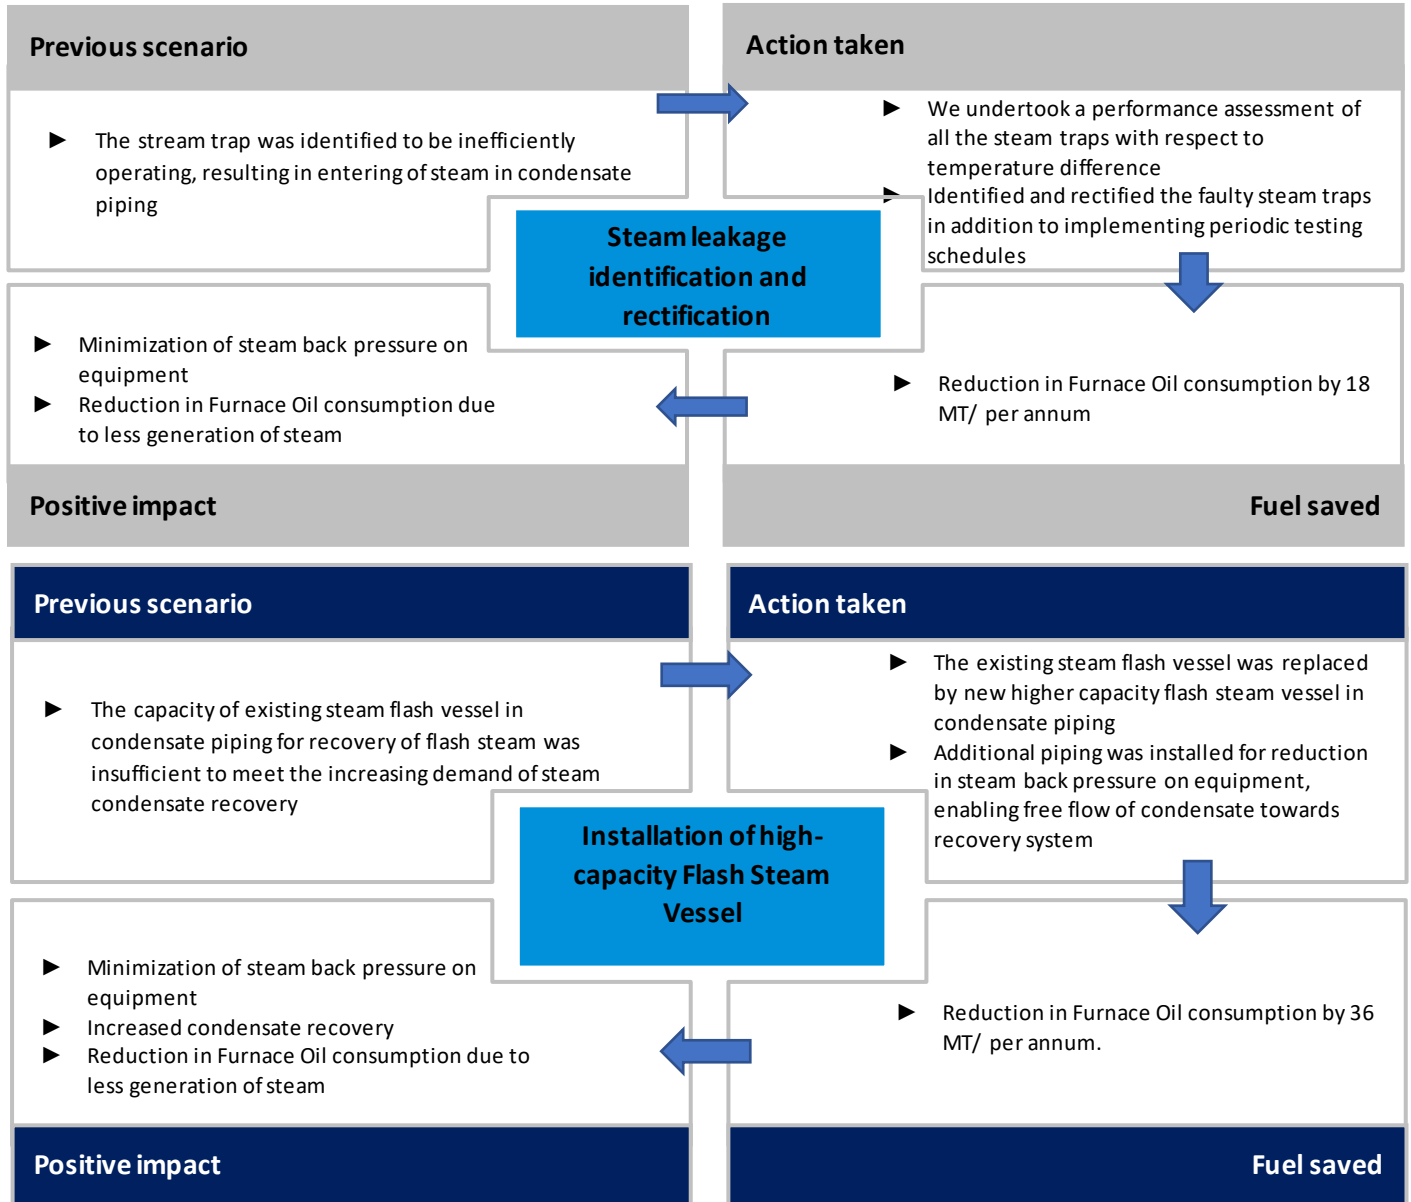 Previous scenario
► The stream trap was identified to be inefficiently
operating, resulting in entering of steam in condensate
piping
Action taken
► We undertook a performance assessment of
all the steam traps with respect to
temperature difference
► Identified and rectified the faulty steam traps
in addition to implementing periodic testing
schedules
Steam leakage
identification and
rectification
► Minimization of steam back pressure on
equipment
► Reduction in Furnace Oil consumption due
to less generation of steam
Positive impact
► Reduction in Furnace Oil consumption by 18
MT/ per annum
Fuel saved
Previous scenario
► The capacity of existing steam flash vessel in
condensate piping for recovery of flash steam was
insufficient to meet the increasing demand of steam
condensate recovery
Action taken
► The existing steam flash vessel was replaced
by new higher capacity flash steam vessel in
condensate piping
► Additional piping was installed for reduction
in steam back pressure on equipment,
enabling free flow of condensate towards
recovery system
Installation of high-
capacity Flash Steam
Vessel
► Minimization of steam back pressure on
equipment
► Increased condensate recovery
► Reduction in Furnace Oil consumption due to
less generation of steam
Positive impact
► Reduction in Furnace Oil consumption by 36
MT/ per annum.
Fuel saved